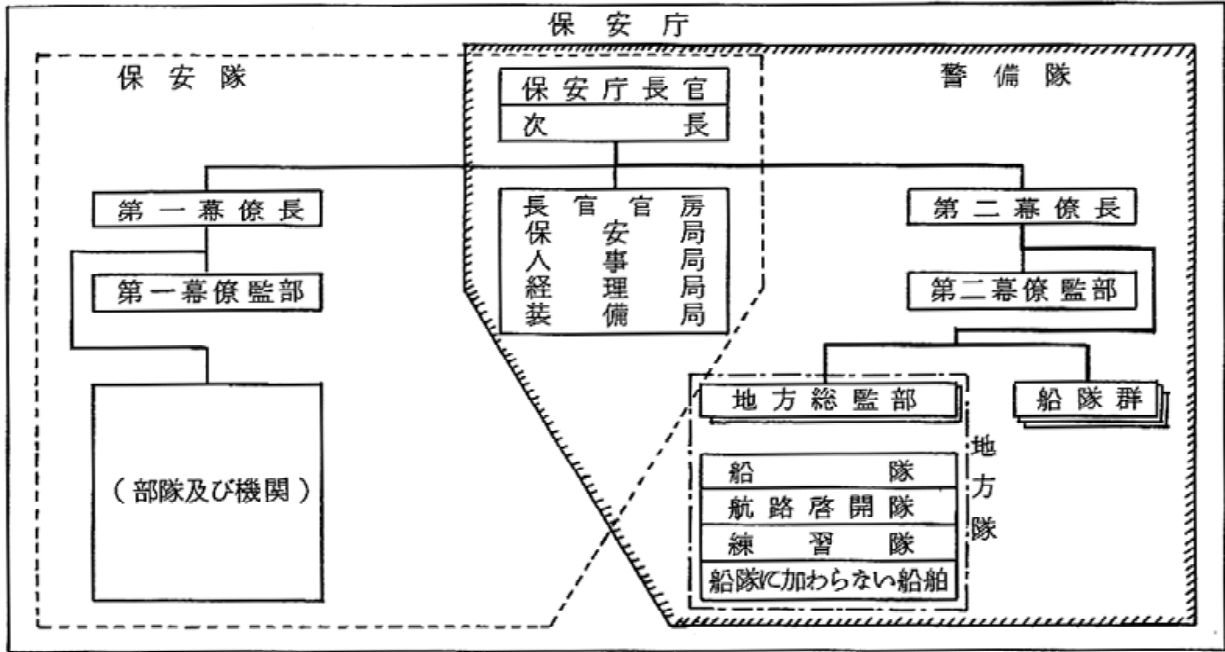 保安庁
保安隊
警備隊
保安庁長官
次長
長官官房
保安局
人事局
経理局
装備局
第一幕僚長
第一幕僚監部
(部隊及び機関)
第二幕僚長
第二幕僚監部
地方総監部
船隊群
地方隊
船隊
航路啓開隊
練習隊
船隊に加わらない船舶